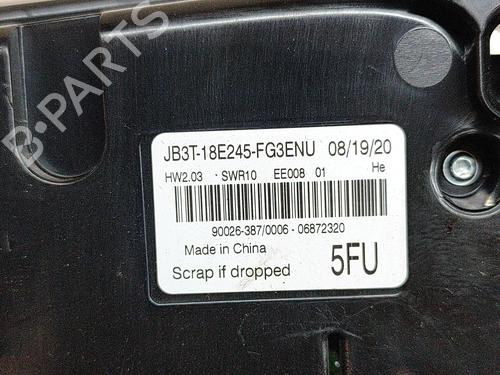 B-PARTS
JB3T-18E245-FG3ENU 08/19/20
HW2.03 SWR10 EE008 01 He
90026-387/0006 - 06872320
Made in China
Scrap if dropped 5FU